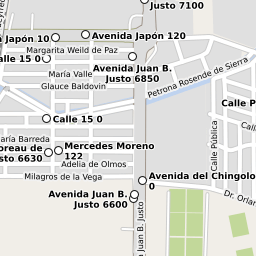 Justo 7100
Japón 10
Avenida Japón 120
Margarita Weild de Paz
Calle 15 0
Avenida Juan B.
Justo 6850
María Valle
Glauce Baldovin
Petrona Rosende de Sierra
Calle P
Calle 15 0
Calle Pública
María Barreda
Moreau de
Justo 6630
Mercedes Moreno
122
Adelia de Olmos
Milagros de la Vega
Avenida del Chingolo
0
Avenida Juan B.
Justo 6600
Dr. Orlan
Juan B. Justo